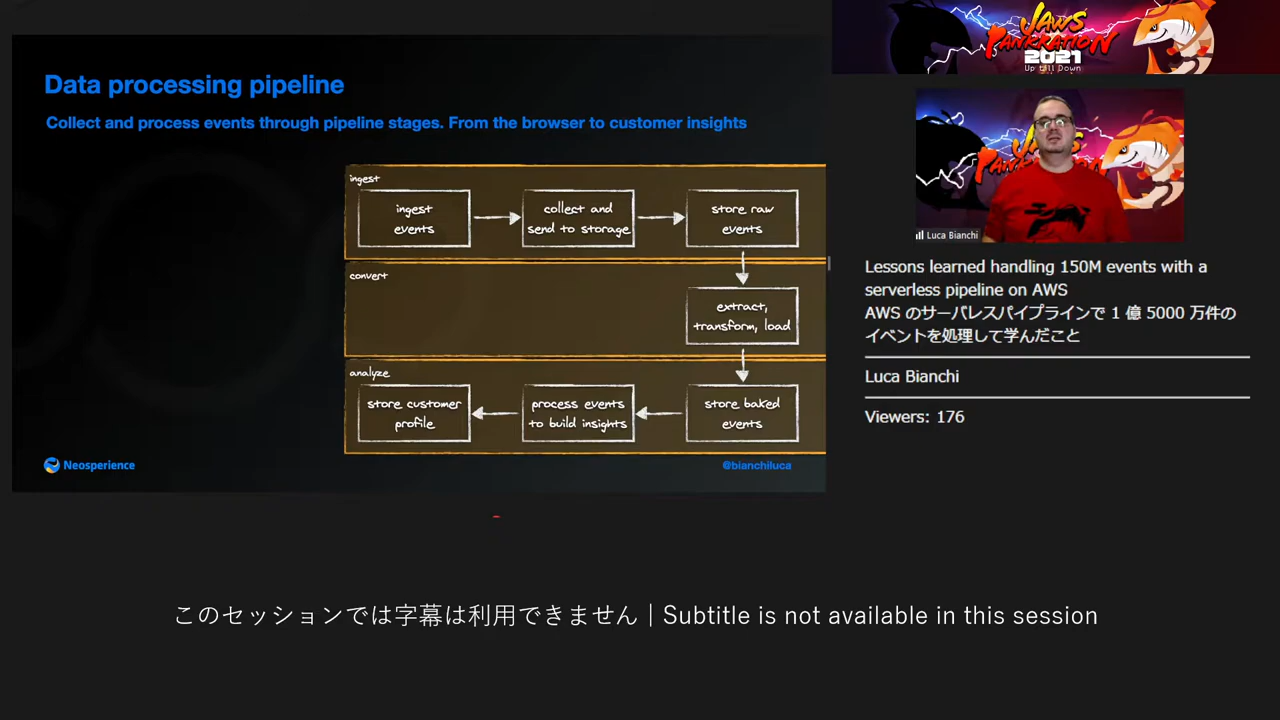 Data processing pipeline
Collect and process events through pipeline stages. From the browser to customer insights
ingest
ingest
events
collect and
send to storage
store raw
events
convert
extract,
transform, load
analyze
store customer
profile
process events
to build insights
store baked
events
Neosperience
@bianchiluca
JAWS
PANKRATION
2021
Up till Down
Luca Bianchi
Lessons learned handling 150M events with a
serverless pipeline on AWS
AWS のサーバレスパイプラインで 1 億 5000 万件の
イベントを処理して学んだこと
Luca Bianchi
Viewers: 176
このセッションでは字幕は利用できません | Subtitle is not available in this session